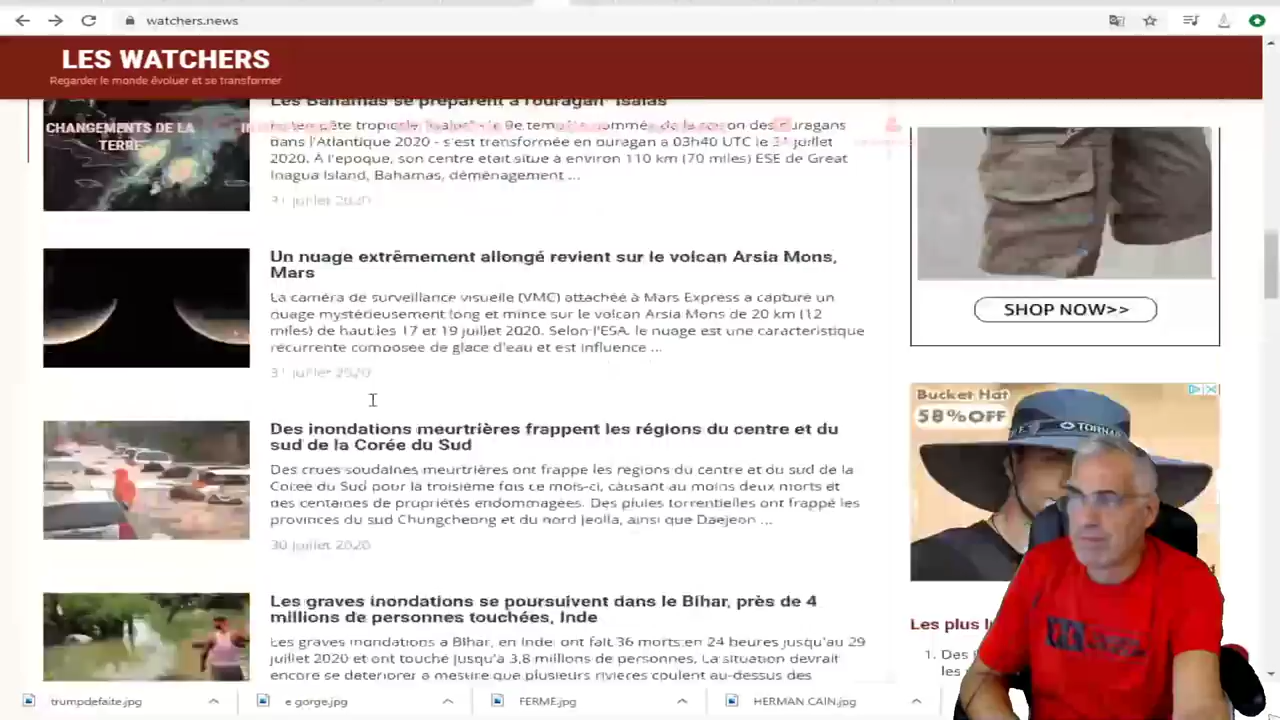 watchers.news
LES WATCHERS
Regarder le monde évoluer et se transformer
CHANGEMENTS DE LA
TERRE
Les Bahamas se préparent à l'ouragan "Isaias"
dans l'Atlantique 2020 - s'est transformée en ouragan à 03h40 UTC le 31 juillet
2020. À l'époque, son centre était situé à environ 110 km (70 miles) ESE de Great
Inagua Island, Bahamas, déménagement ...
31 juillet 2020
Un nuage extrêmement allongé revient sur le volcan Arsia Mons,
Mars
La caméra de surveillance visuelle (VMC) attachée à Mars Express a capturé un
nuage mystérieusement long et mince sur le volcan Arsia Mons de 20 km (12
miles) de haut les 17 et 19 juillet 2020. Selon l'ESA, le nuage est une caractéristique
récurrente composée de glace d'eau et est influencé ...
31 juillet 2020
Des inondations meurtrières frappent les régions du centre et du
sud de la Corée du Sud
Des crues soudaines meurtrières ont frappé les régions du centre et du sud de la
Corée du Sud pour la troisième fois ce mois-ci, causant au moins deux morts et
des centaines de propriétés endommagées. Des pluies torrentielles ont frappé les
provinces du sud Chungcheong et du nord Jeolla, ainsi que Daejeon ...
30 juillet 2020
Les graves inondations se poursuivent dans le Bihar, près de 4
millions de personnes touchées, Inde
Les graves inondations à Bihar, en Inde, ont fait 36 morts en 24 heures jusqu'au 29
juillet 2020 et ont touché jusqu'à 3,8 millions de personnes. La situation devrait
encore se détériorer à mesure que plusieurs rivières coulent au-dessus des
SHOP NOW>>
Bucket Hat
58%OFF
Les plus l
1. Des
les
trumpdefaite.jpg
e gorge.jpg
FERME.jpg
HERMAN CAIN.jpg